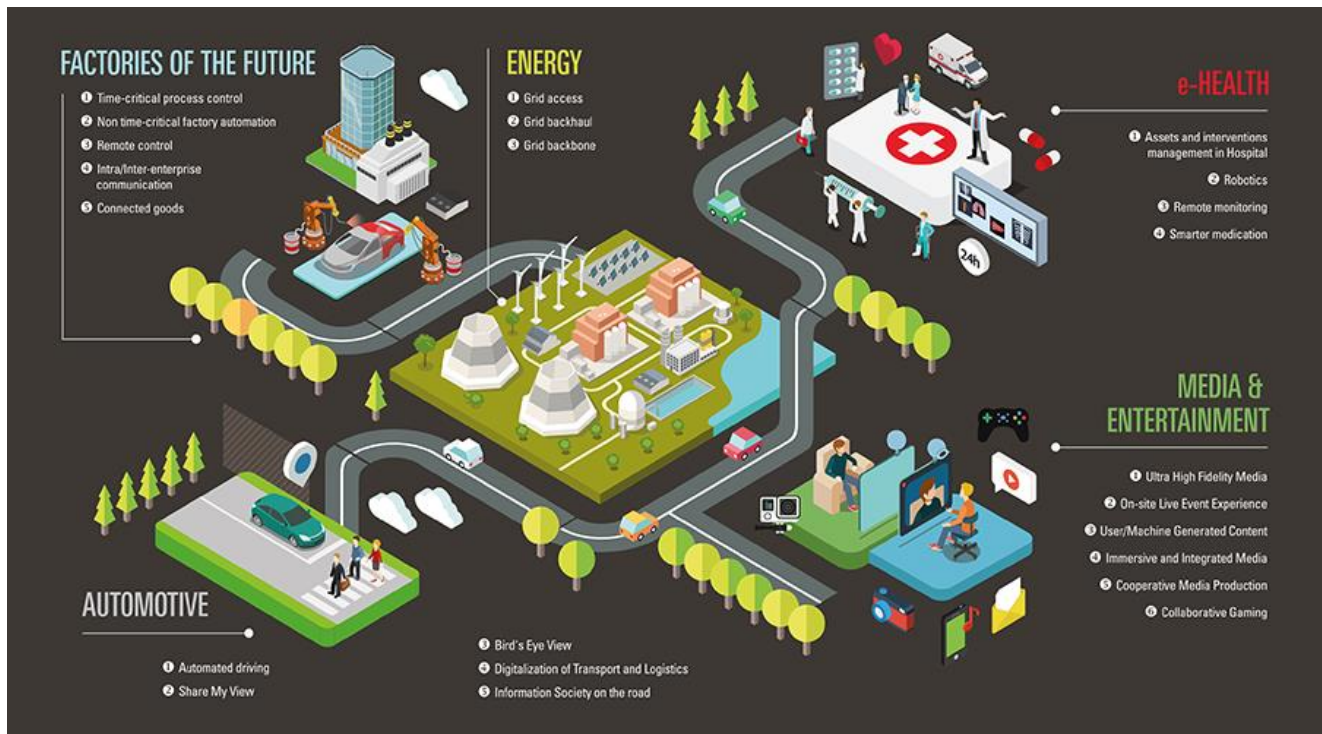 FACTORIES OF THE FUTURE
1 Time-critical process control
2 Non time-critical factory automation
3 Remote control
4 Intra/Inter-enterprise
communication
5 Connected goods
ENERGY
1 Grid access
2 Grid backhaul
3 Grid backbone
e-HEALTH
1 Assets and interventions
management in Hospital
2 Robotics
3 Remote monitoring
4 Smarter medication
24h
MEDIA &
ENTERTAINMENT
1 Ultra High Fidelity Media
2 On-site Live Event Experience
3 User/Machine Generated Content
4 Immersive and Integrated Media
5 Cooperative Media Production
6 Collaborative Gaming
AUTOMOTIVE
1 Automated driving
2 Share My View
3 Bird's Eye View
4 Digitalization of Transport and Logistics
5 Information Society on the road